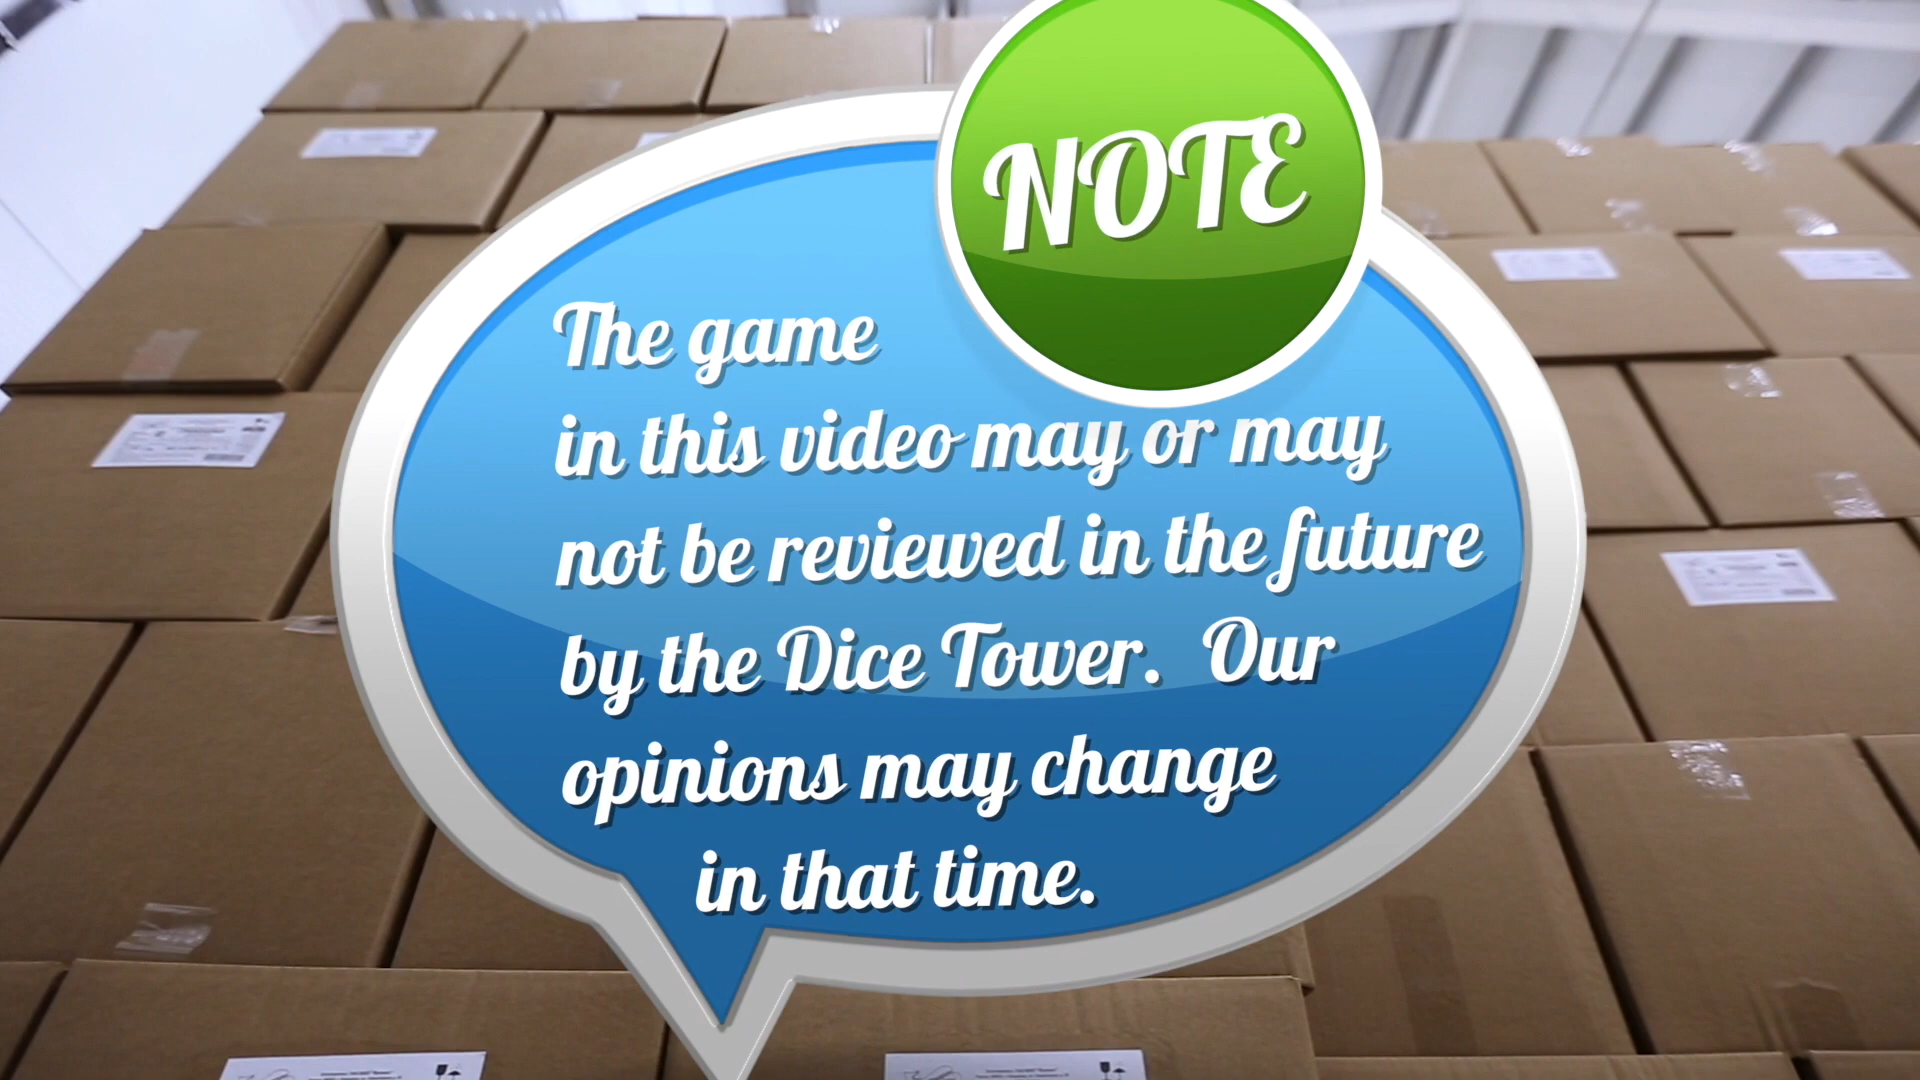 NOTE
The game
in this video may or may
not be reviewed in the future
by the Dice Tower. Our
opinions may change
in that time.